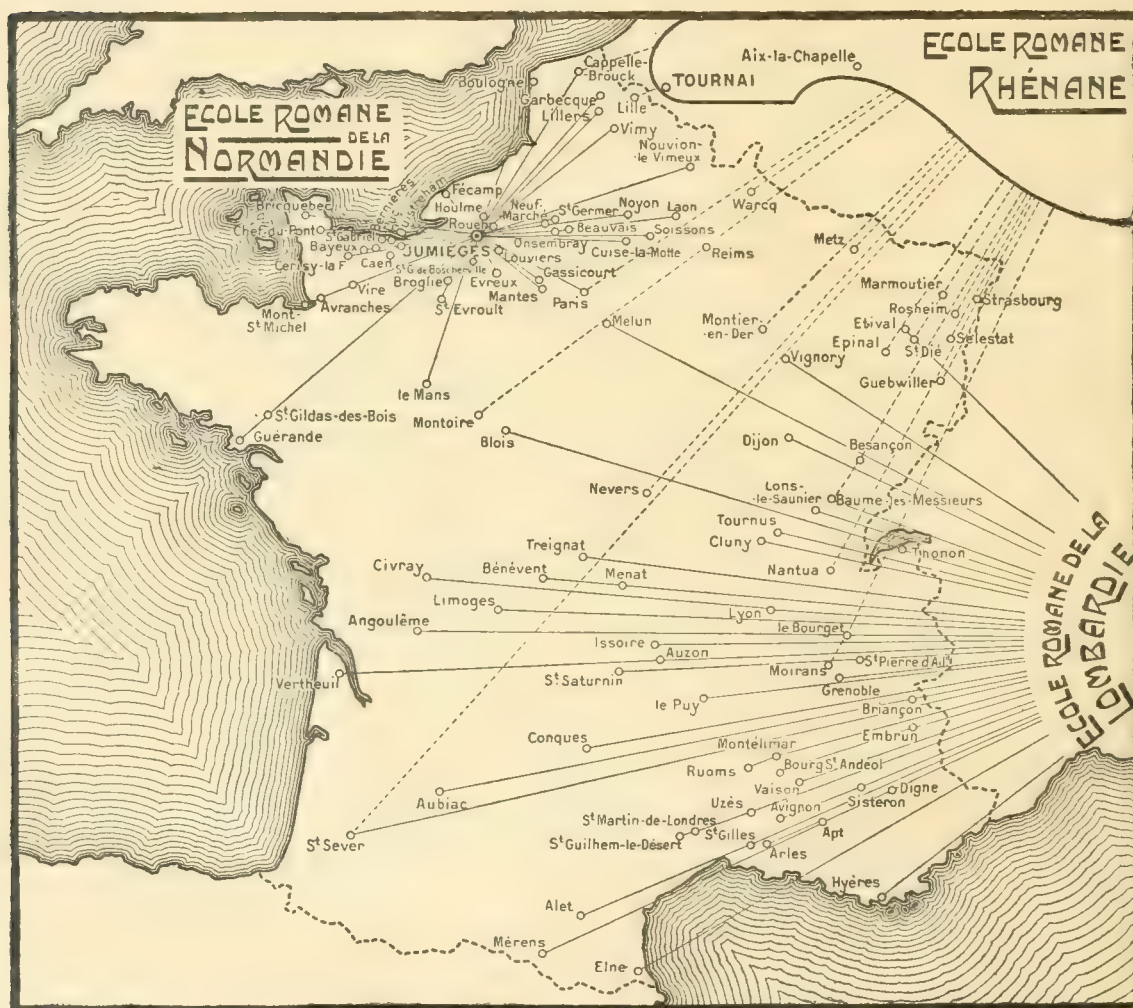 ECOLE ROMANE
DE LA
NORMANDIE
ECOLE ROMANE
RHÉNANE
Aix-la-Chapelle
TOURNAI
Cappelle-
Brouck
Boulogne
Garbecque
Lille
Lillers
Vimy
Nouvion-
le Vimeux
Warcq
Fécamp
Houlme
Neuf
Marché
St Germer
Noyon
Laon
Rouen
Beauvais
Soissons
Onsembray
Cuise-la-Motte
Reims
Bricquebec
Bernières
Chef-du-Pont
St Gabriel
Bayeux
Cerisy-la F
Caen
JUMIÈGES
Louviers
St G. de Boscherville
Broglie
Evreux
Gassicourt
Mantes
Paris
Vire
St Evroult
Avranches
Mont-
St Michel
Metz
Marmoutier
Strasbourg
Rosheim
Etival
Epinal
St Dié
Sélestat
Guebwiller
Melun
Montier-
en-Der
Vignory
le Mans
Montoire
Blois
St Gildas-des-Bois
Guérande
Dijon
Besançon
Nevers
Lons-
le-Saunier
Baume-les-Messieurs
Tournus
Cluny
Thonon
Nantua
Treignat
Civray
Bénévent
Menat
Limoges
Lyon
Angoulême
le Bourget
Issoire
Auzon
Vertheuil
St Saturnin
Moirans
Grenoble
le Puy
Briançon
Embrun
Conques
Montélimar
Ruoms
Bourg St Andéol
Vaison
Digne
Sisteron
Aubiac
Uzès
Avignon
St Martin-de-Londres
Apt
St Guilhem-le-Désert
St Gilles
Arles
St Sever
Hyères
Alet
Mérens
Elne
ECOLE ROMANE DE LA
LOMBARDIE